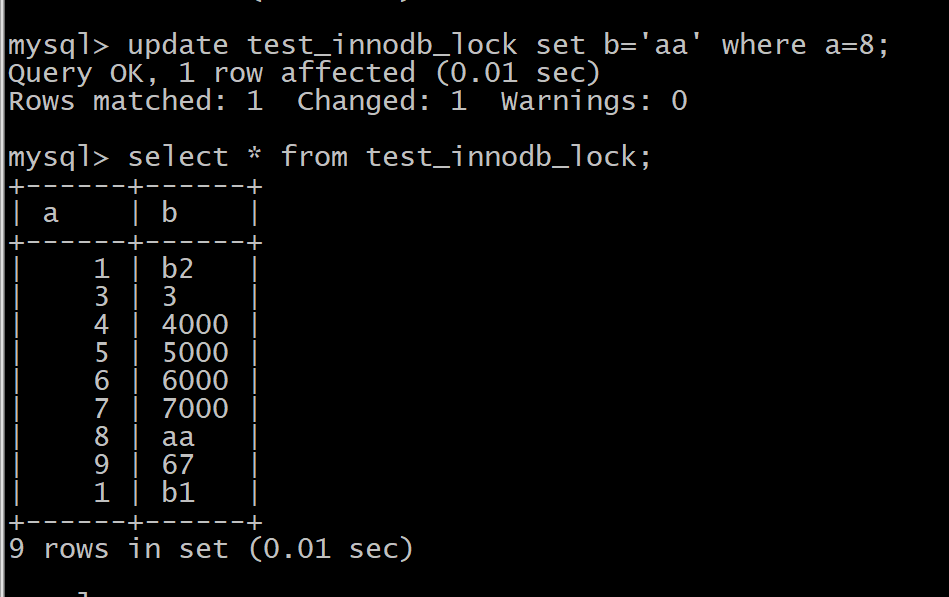 mysql> update test_innodb_lock set b='aa' where a=8;
Query OK, 1 row affected (0.01 sec)
Rows matched: 1  Changed: 1  Warnings: 0
mysql> select * from test_innodb_lock;
+------+------+
| a    | b    |
+------+------+
|    1 | b2   |
|    3 | 3    |
|    4 | 4000 |
|    5 | 5000 |
|    6 | 6000 |
|    7 | 7000 |
|    8 | aa   |
|    9 | 67   |
|    1 | b1   |
+------+------+
9 rows in set (0.01 sec)